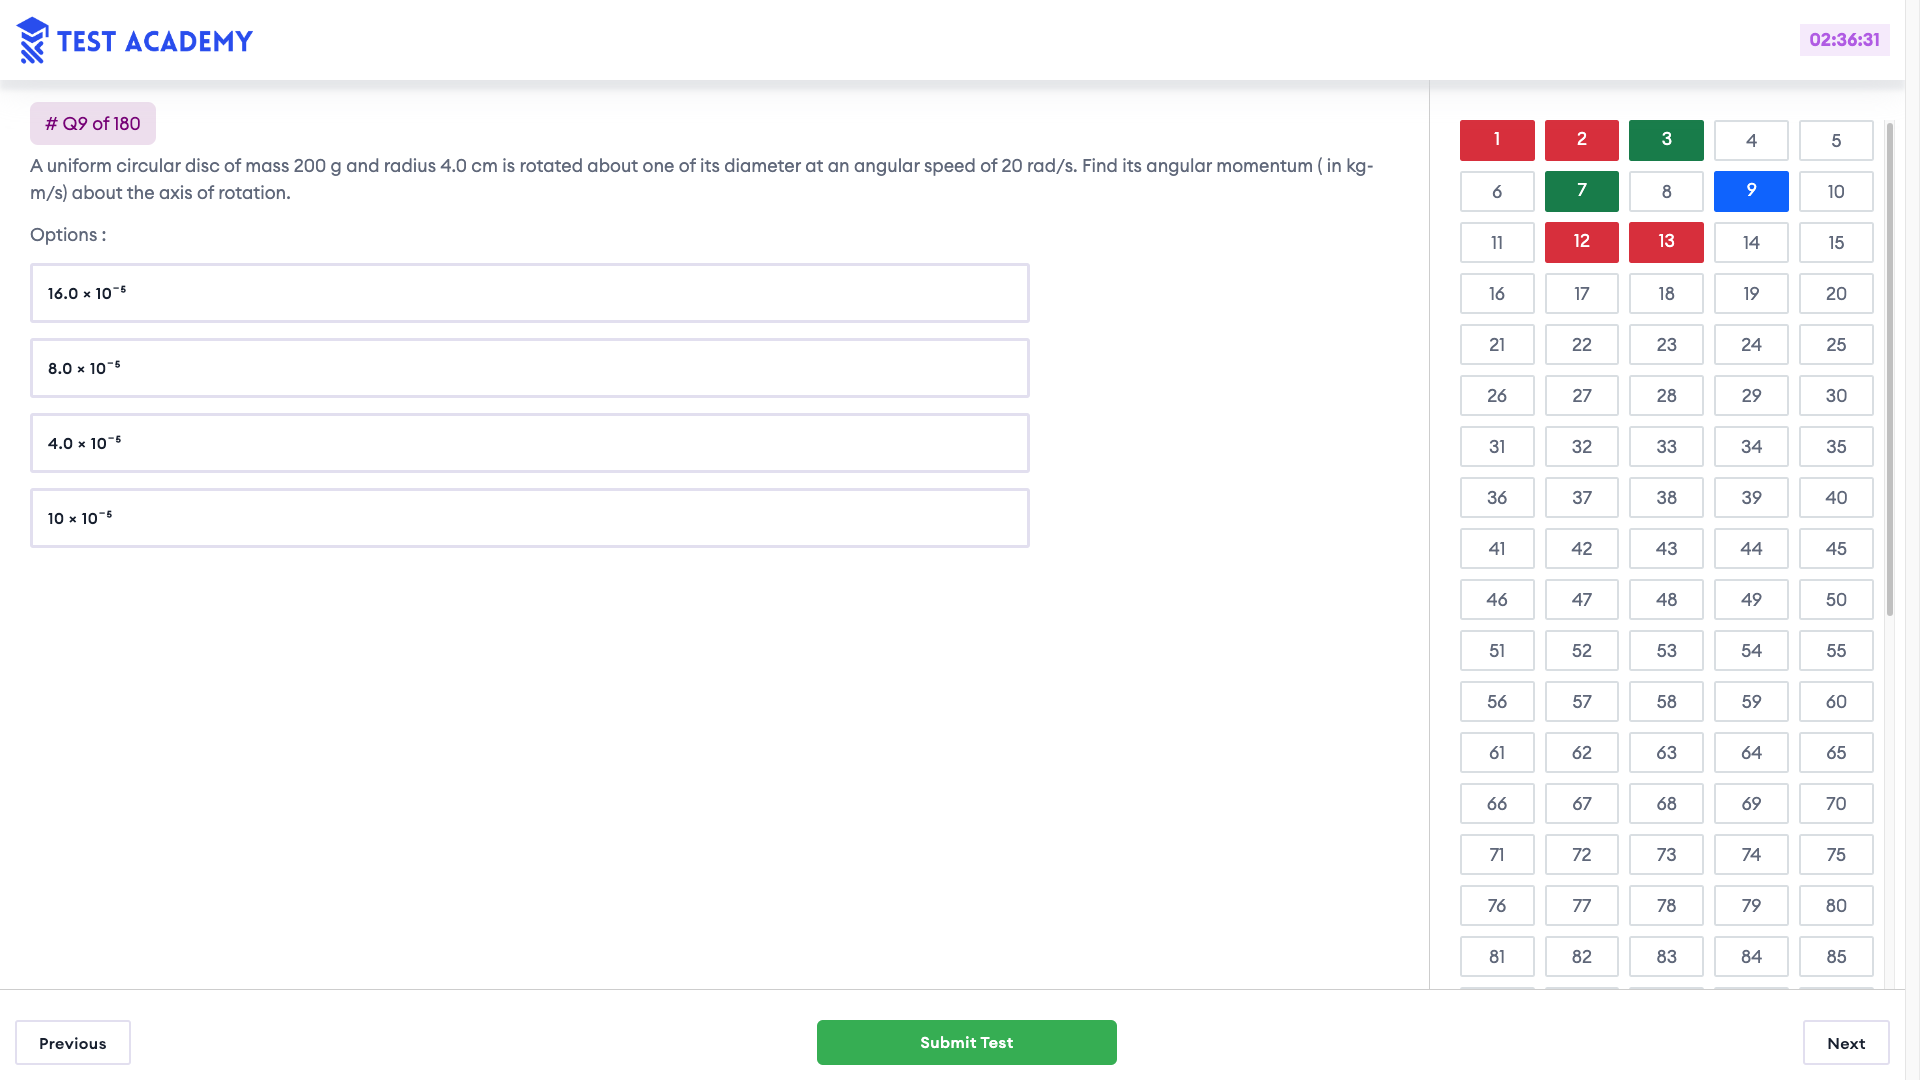 TEST ACADEMY
02:36:31
# Q9 of 180
A uniform circular disc of mass 200 g and radius 4.0 cm is rotated about one of its diameter at an angular speed of 20 rad/s. Find its angular momentum ( in kg-
m/s) about the axis of rotation.
Options :
16.0 × 10⁻⁵
8.0 × 10⁻⁵
4.0 × 10⁻⁵
10 × 10⁻⁵
1 2 3 4 5
6 7 8 9 10
11 12 13 14 15
16 17 18 19 20
21 22 23 24 25
26 27 28 29 30
31 32 33 34 35
36 37 38 39 40
41 42 43 44 45
46 47 48 49 50
51 52 53 54 55
56 57 58 59 60
61 62 63 64 65
66 67 68 69 70
71 72 73 74 75
76 77 78 79 80
81 82 83 84 85
Previous
Submit Test
Next